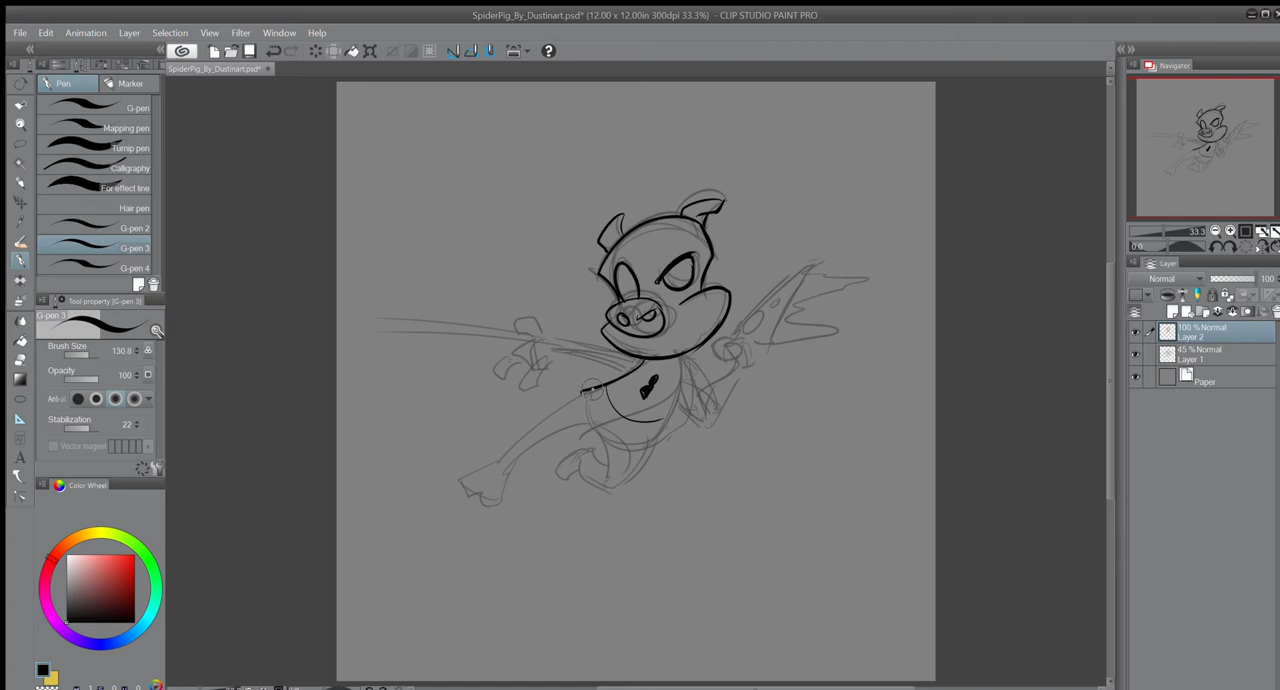 SpiderPig_By_Dustinart.psd* (12.00 x 12.00in 300dpi 33.3%) - CLIP STUDIO PAINT PRO
File Edit Animation Layer Selection View Filter Window Help
SpiderPig_By_Dustinart.psd*
Navigator
Pen Marker
G-pen
Mapping pen
Turnip pen
Calligraphy
For effect line
Hair pen
G-pen 2
G-pen 3
G-pen 4
Tool property [G-pen 3]
G-pen 3
Brush Size 130.8
Opacity 100
Stabilization 22
Vector magnet
Color Wheel
33.3
0.0
Layer
Normal 100
100 % Normal
Layer 2
45 % Normal
Layer 1
Paper